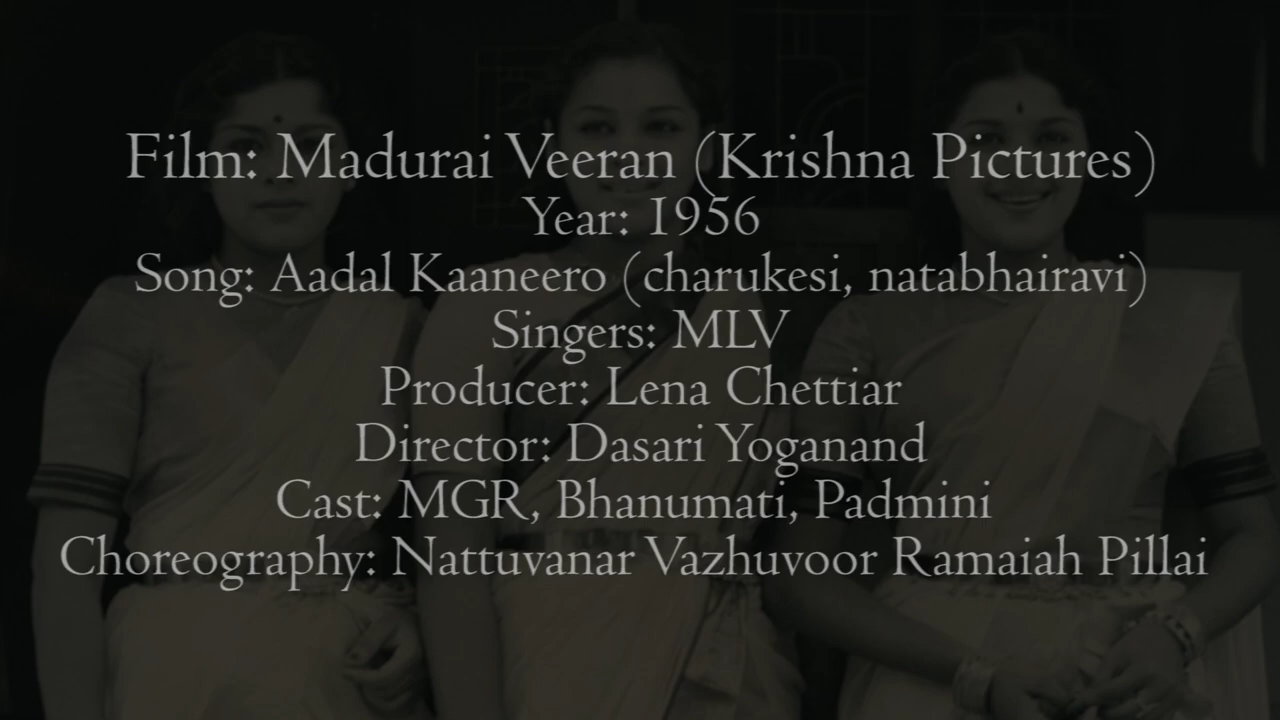 Film: Madurai Veeran (Krishna Pictures)
Year: 1956
Song: Aadal Kaaneero (charukesi, natabhairavi)
Singers: MLV
Producer: Lena Chettiar
Director: Dasari Yoganand
Cast: MGR, Bhanumati, Padmini
Choreography: Nattuvanar Vazhuvoor Ramaiah Pillai